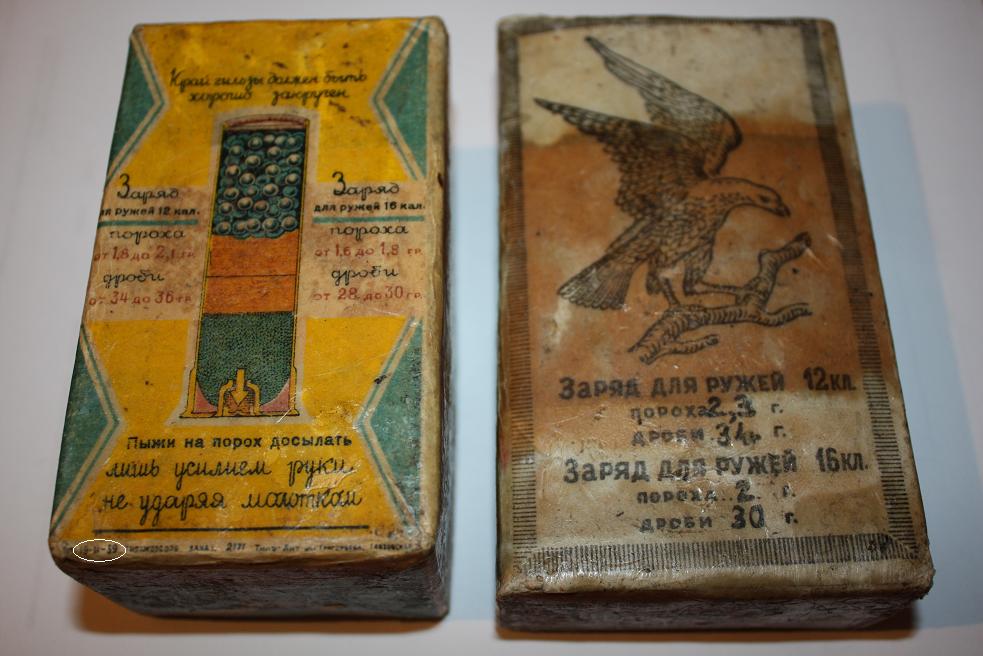 Край гильзы должен быть
хорошо закруглен
Заряд
для ружей 12 кал.
пороха
от 1,8 до 2,1 гр.
дроби
от 34 до 36 гр.
Заряд
для ружей 16 кал.
пороха
от 1,6 до 1,8 гр.
дроби
от 28 до 30 гр.
Пыжи на порох досылать
лишь усилием руки,
не ударяя молотком
ЗАКАЗ. 2171
Заряд для ружей 12кл.
пороха 2,3 г.
дроби 34 г.
Заряд для ружей 16кл.
пороха 2 г.
дроби 30 г.